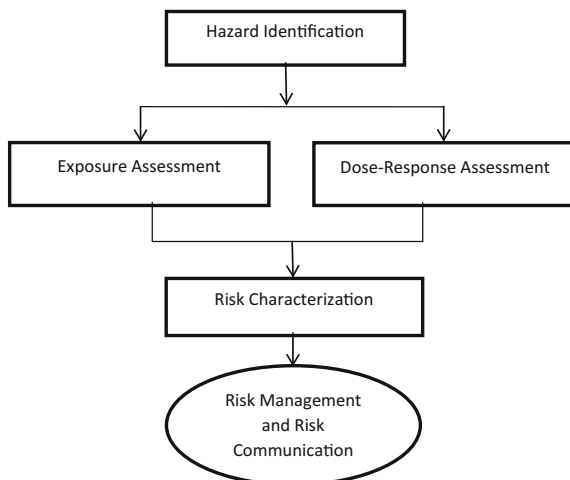 Hazard Identification
Exposure Assessment
Dose-Response Assessment
Risk Characterization
Risk Management
and Risk
Communication